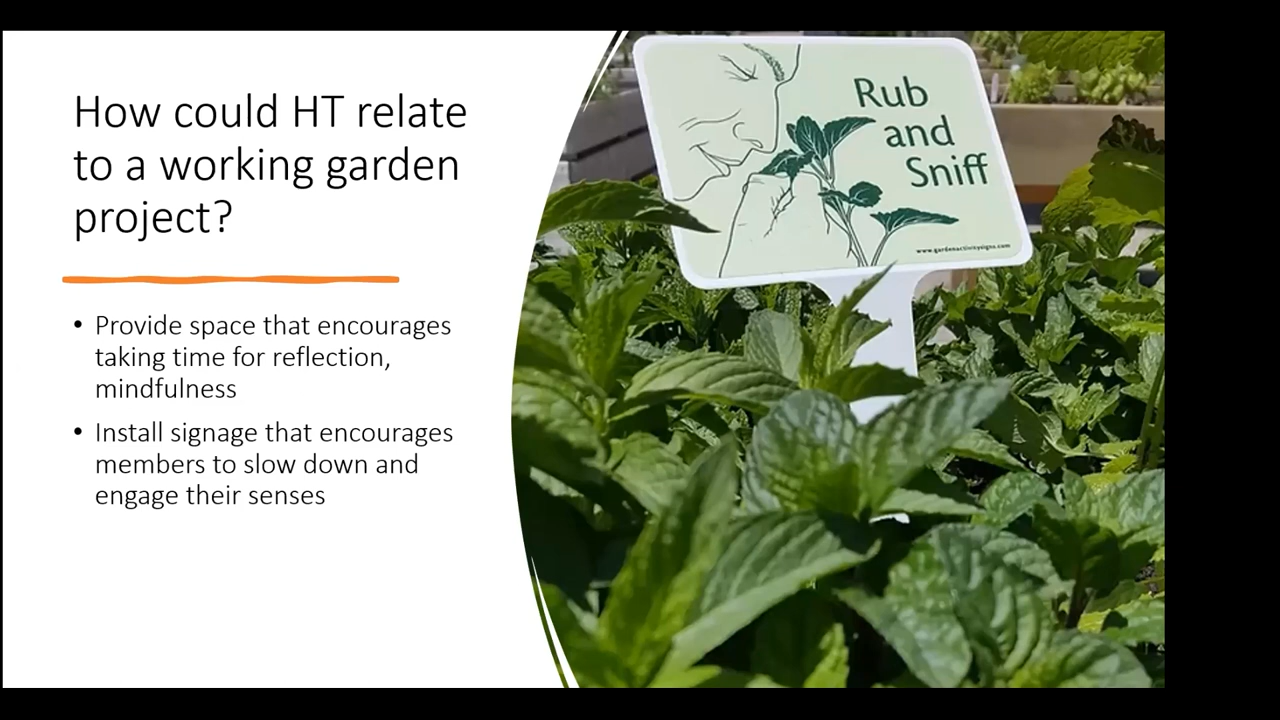 How could HT relate
to a working garden
project?
• Provide space that encourages
taking time for reflection,
mindfulness
• Install signage that encourages
members to slow down and
engage their senses
Rub
and
Sniff
www.gardenactivitysigns.com